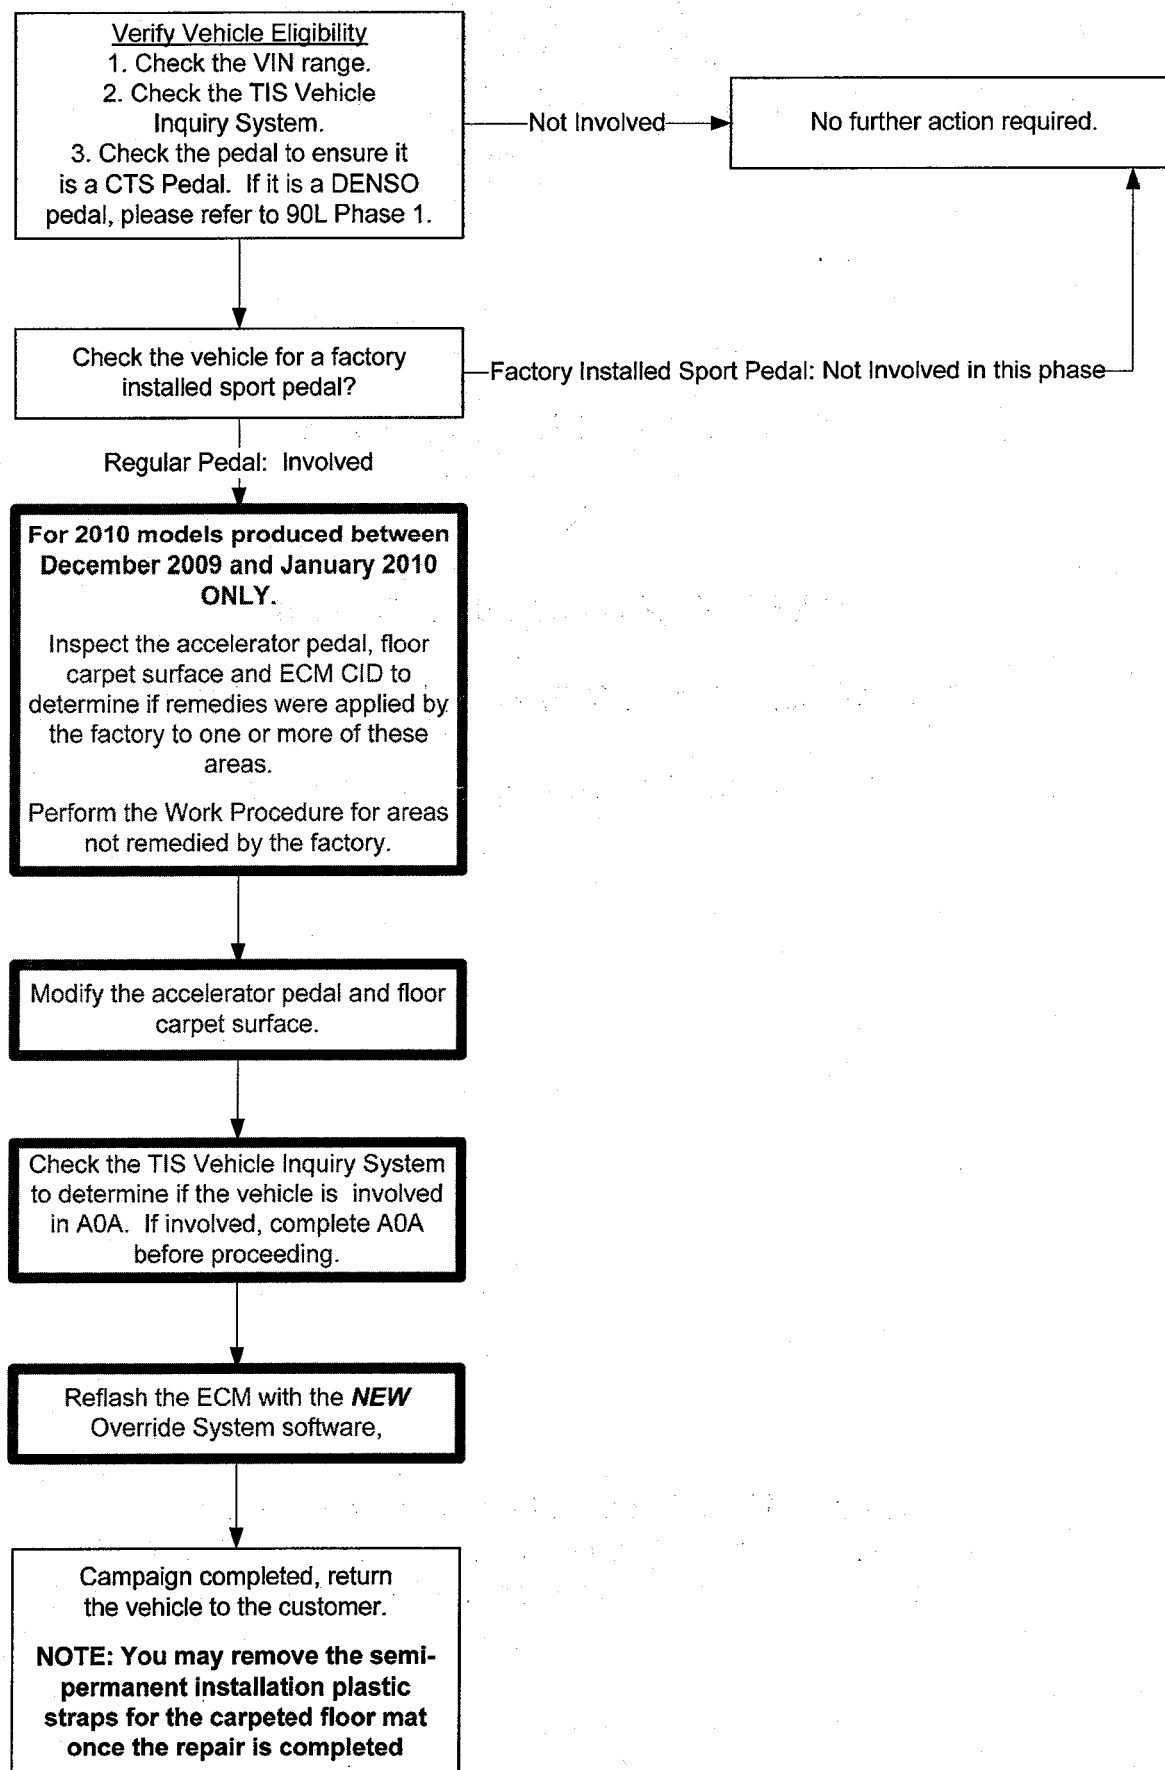 Verify Vehicle Eligibility
1. Check the VIN range.
2. Check the TIS Vehicle
Inquiry System.
3. Check the pedal to ensure it
is a CTS Pedal. If it is a DENSO
pedal, please refer to 90L Phase 1.
Not Involved
No further action required.
Check the vehicle for a factory
installed sport pedal?
Factory Installed Sport Pedal: Not Involved in this phase
Regular Pedal: Involved
For 2010 models produced between
December 2009 and January 2010
ONLY.
Inspect the accelerator pedal, floor
carpet surface and ECM CID to
determine if remedies were applied by
the factory to one or more of these
areas.
Perform the Work Procedure for areas
not remedied by the factory.
Modify the accelerator pedal and floor
carpet surface.
Check the TIS Vehicle Inquiry System
to determine if the vehicle is involved
in A0A. If involved, complete A0A
before proceeding.
Reflash the ECM with the NEW
Override System software,
Campaign completed, return
the vehicle to the customer.
NOTE: You may remove the semi-
permanent installation plastic
straps for the carpeted floor mat
once the repair is completed